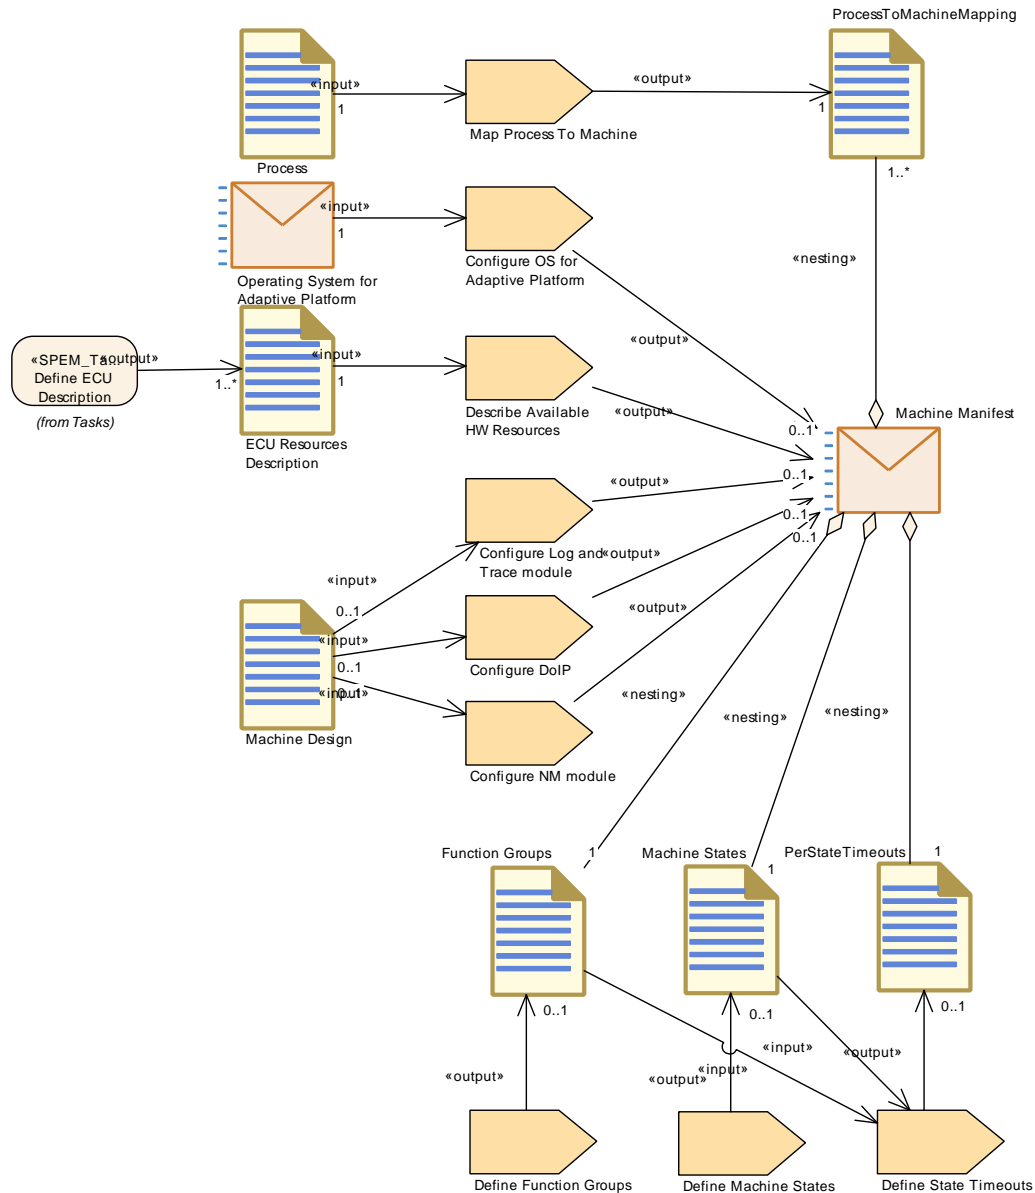 ProcessToMachineMapping
«input»
«output»
1
1
Map Process To Machine
Process
1..*
«input»
1
«nesting»
Configure OS for
Adaptive Platform
Operating System for
Adaptive Platform
«output»
«SPEM_Ta...
«output»
Define ECU
Description
(from Tasks)
1..*
«input»
1
Describe Available
HW Resources
«output»
Machine Manifest
0..1
ECU Resources
Description
0..1
«output»
0..1
0..1
Configure Log and
Trace module
«output»
«input»
0..1
«output»
«input»
0..1
Configure DoIP
«input»
0..1
«nesting»
«nesting»
«nesting»
Machine Design
Configure NM module
Function Groups
1
Machine States
1
PerStateTimeouts
1
0..1
0..1
0..1
«input»
«output»
«input»
«output»
«output»
Define Function Groups
Define Machine States
Define State Timeouts